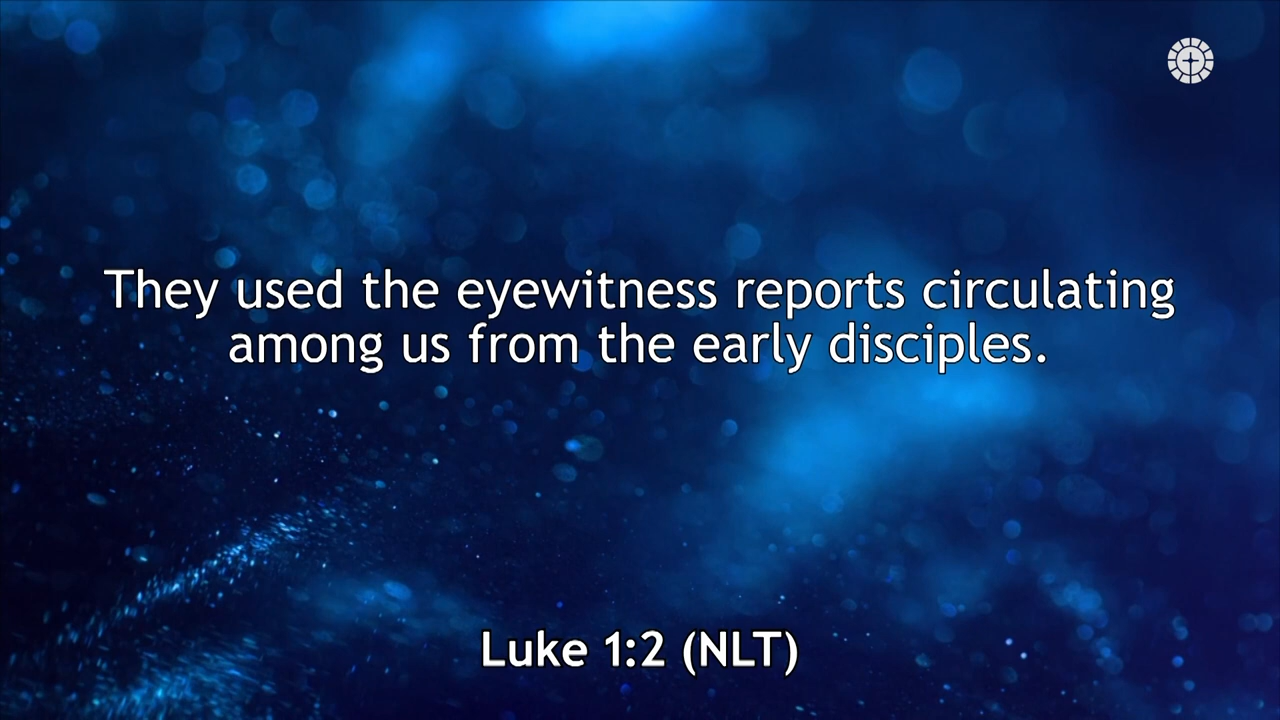 They used the eyewitness reports circulating
among us from the early disciples.
Luke 1:2 (NLT)